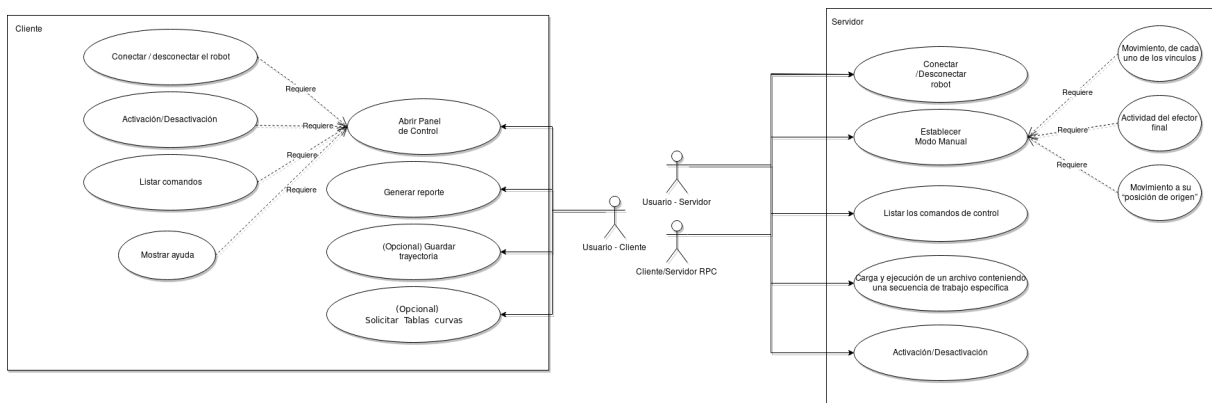 Cliente
Conectar / desconectar el robot
Requiere
Activación/Desactivación
Requiere
Abrir Panel
de Control
Listar comandos
Requiere
Requiere
Mostrar ayuda
Generar reporte
(Opcional) Guardar
trayectoria
(Opcional)
Solicitar Tablas curvas
Usuario - Cliente
Usuario - Servidor
Cliente/Servidor RPC
Servidor
Conectar
/Desconectar
robot
Establecer
Modo Manual
Listar los comandos de control
Carga y ejecución de un archivo conteniendo
una secuencia de trabajo específica
Activación/Desactivación
Requiere
Movimiento, de cada
uno de los vínculos
Requiere
Actividad del efector
final
Requiere
Movimiento a su
"posición de origen"